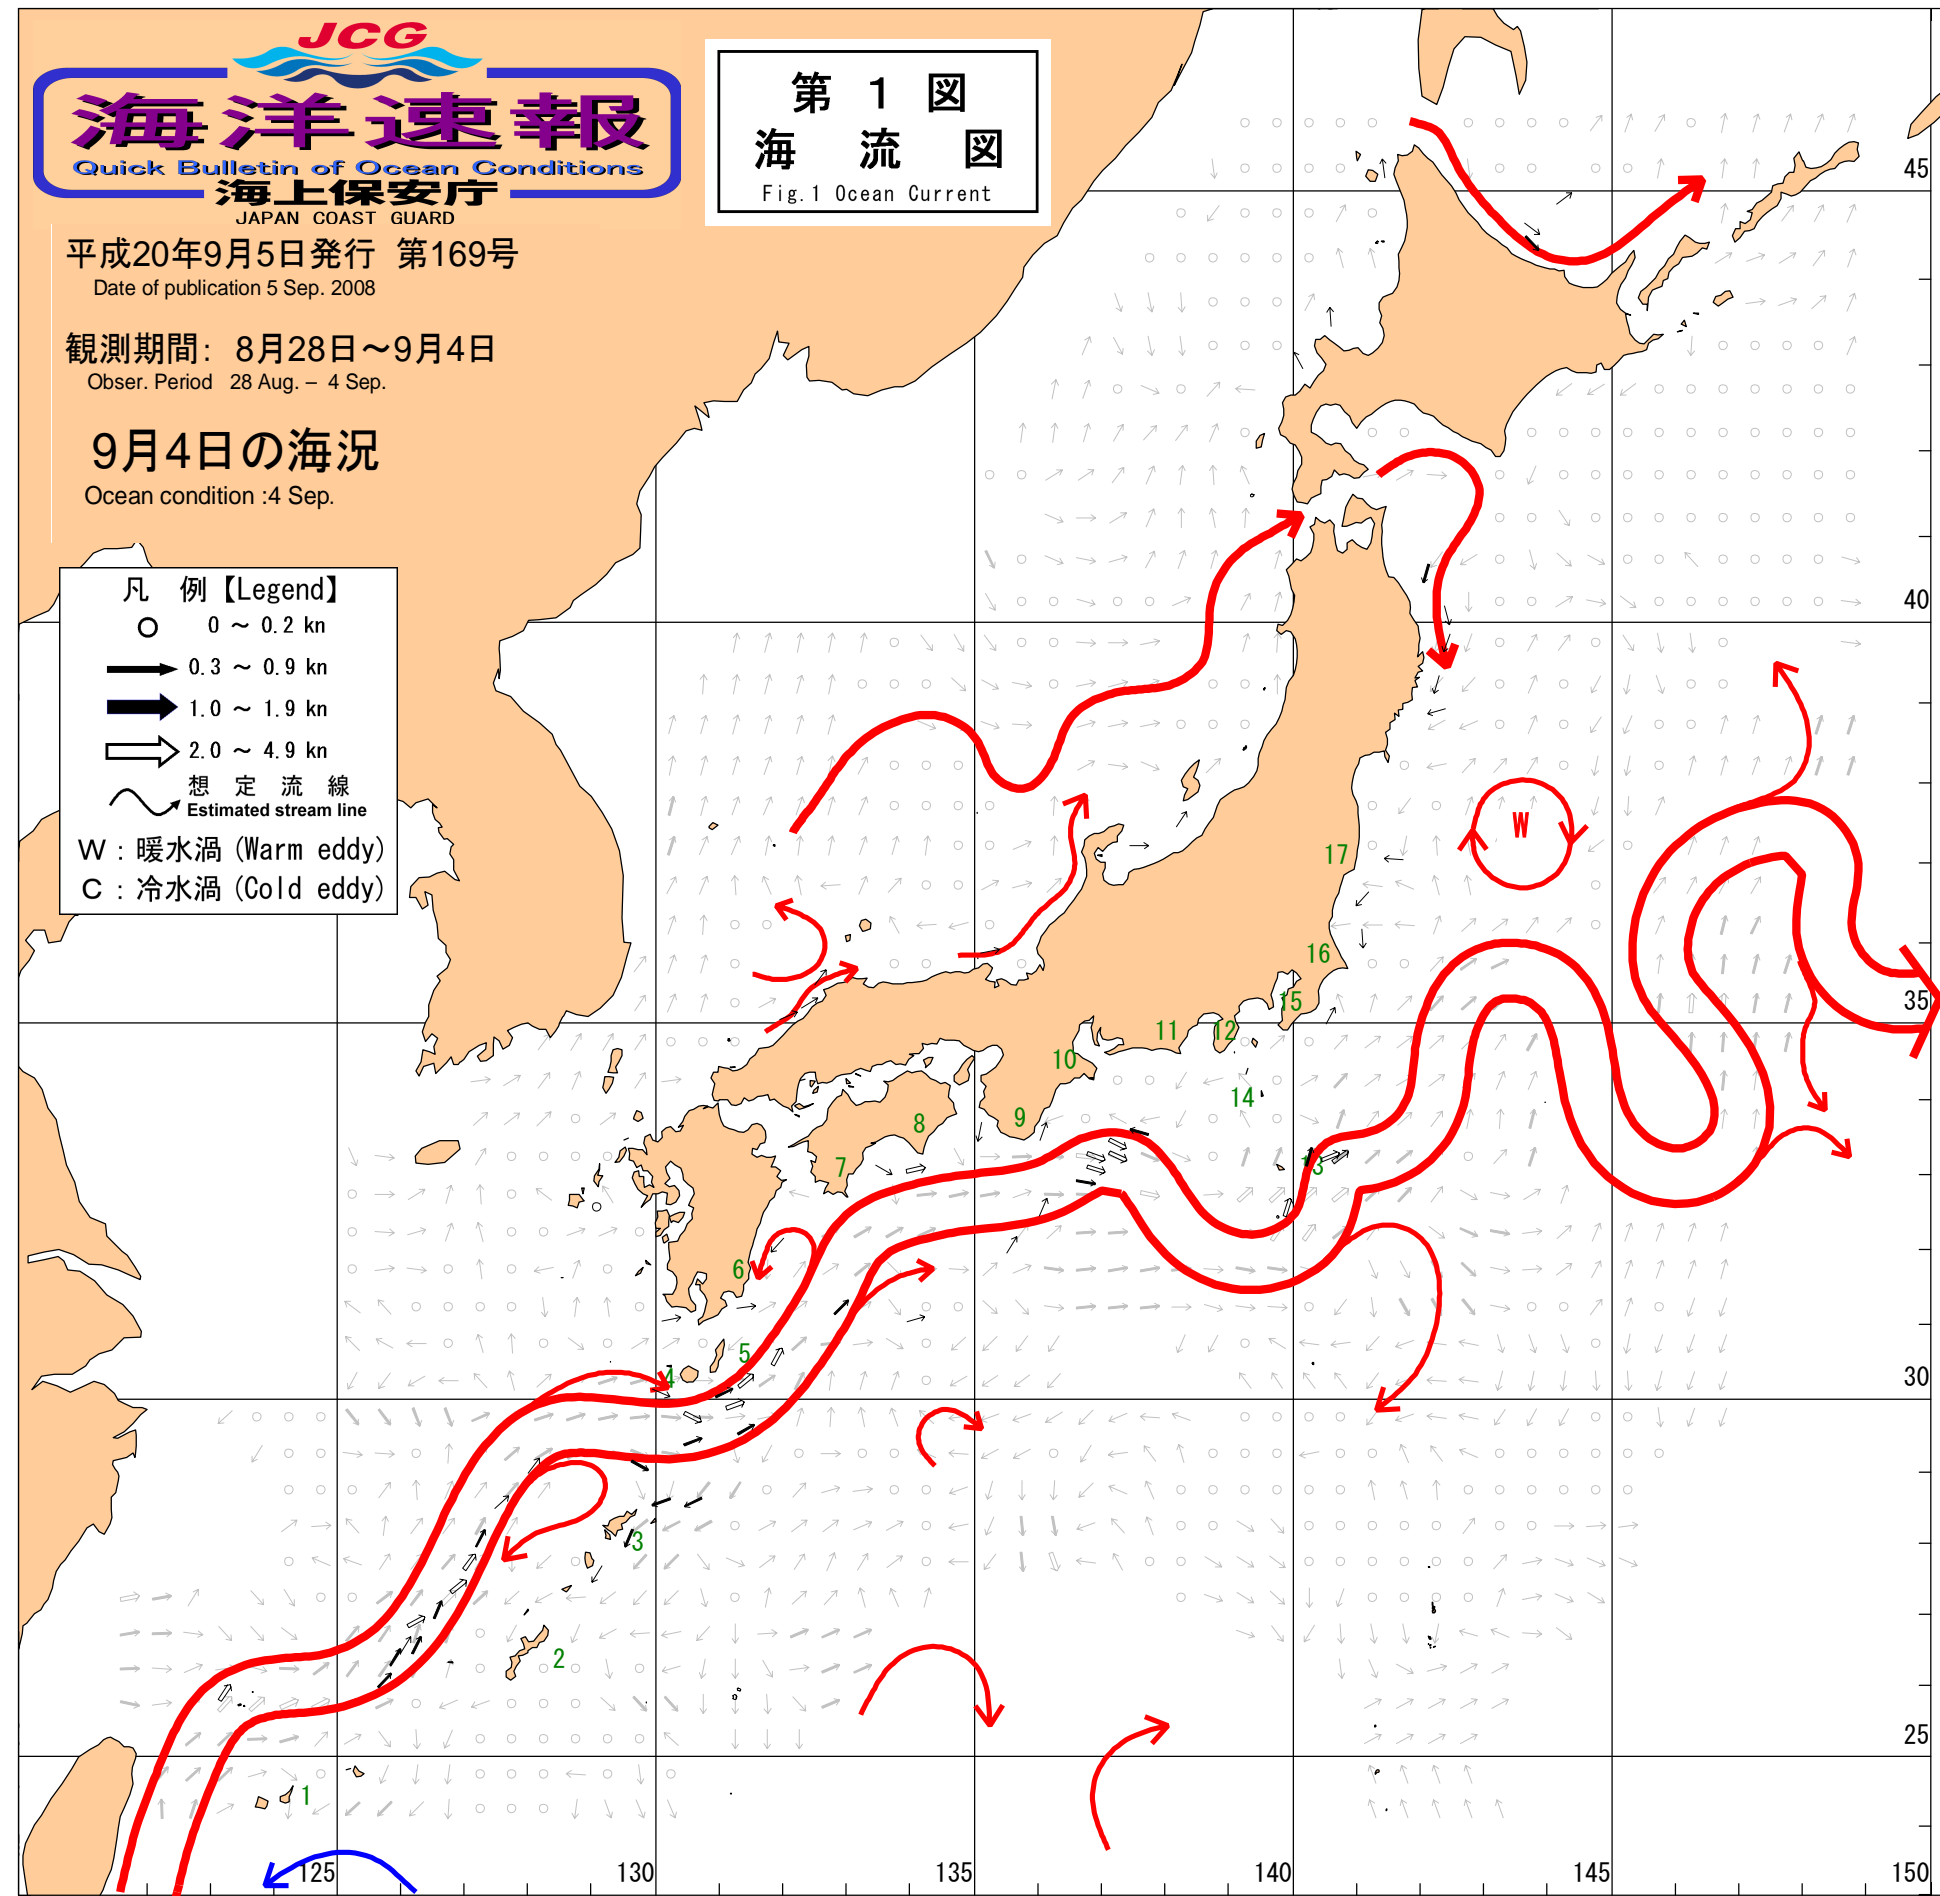 JCG
海洋速報
Quick Bulletin of Ocean Conditions
海上保安庁
JAPAN COAST GUARD
平成20年9月5日発行 第169号
Date of publication 5 Sep. 2008
観測期間: 8月28日～9月4日
Obser. Period 28 Aug. – 4 Sep.
9月4日の海況
Ocean condition :4 Sep.
第 1 図
海 流 図
Fig.1 Ocean Current
凡 例【Legend】
0 ～ 0.2 kn
0.3 ～ 0.9 kn
1.0 ～ 1.9 kn
2.0 ～ 4.9 kn
想 定 流 線
Estimated stream line
W : 暖水渦 (Warm eddy)
C : 冷水渦 (Cold eddy)
45
40
35
30
25
W
17
16
15
14
13
12
11
10
9
8
7
6
5
4
3
2
1
125
130
135
140
145
150